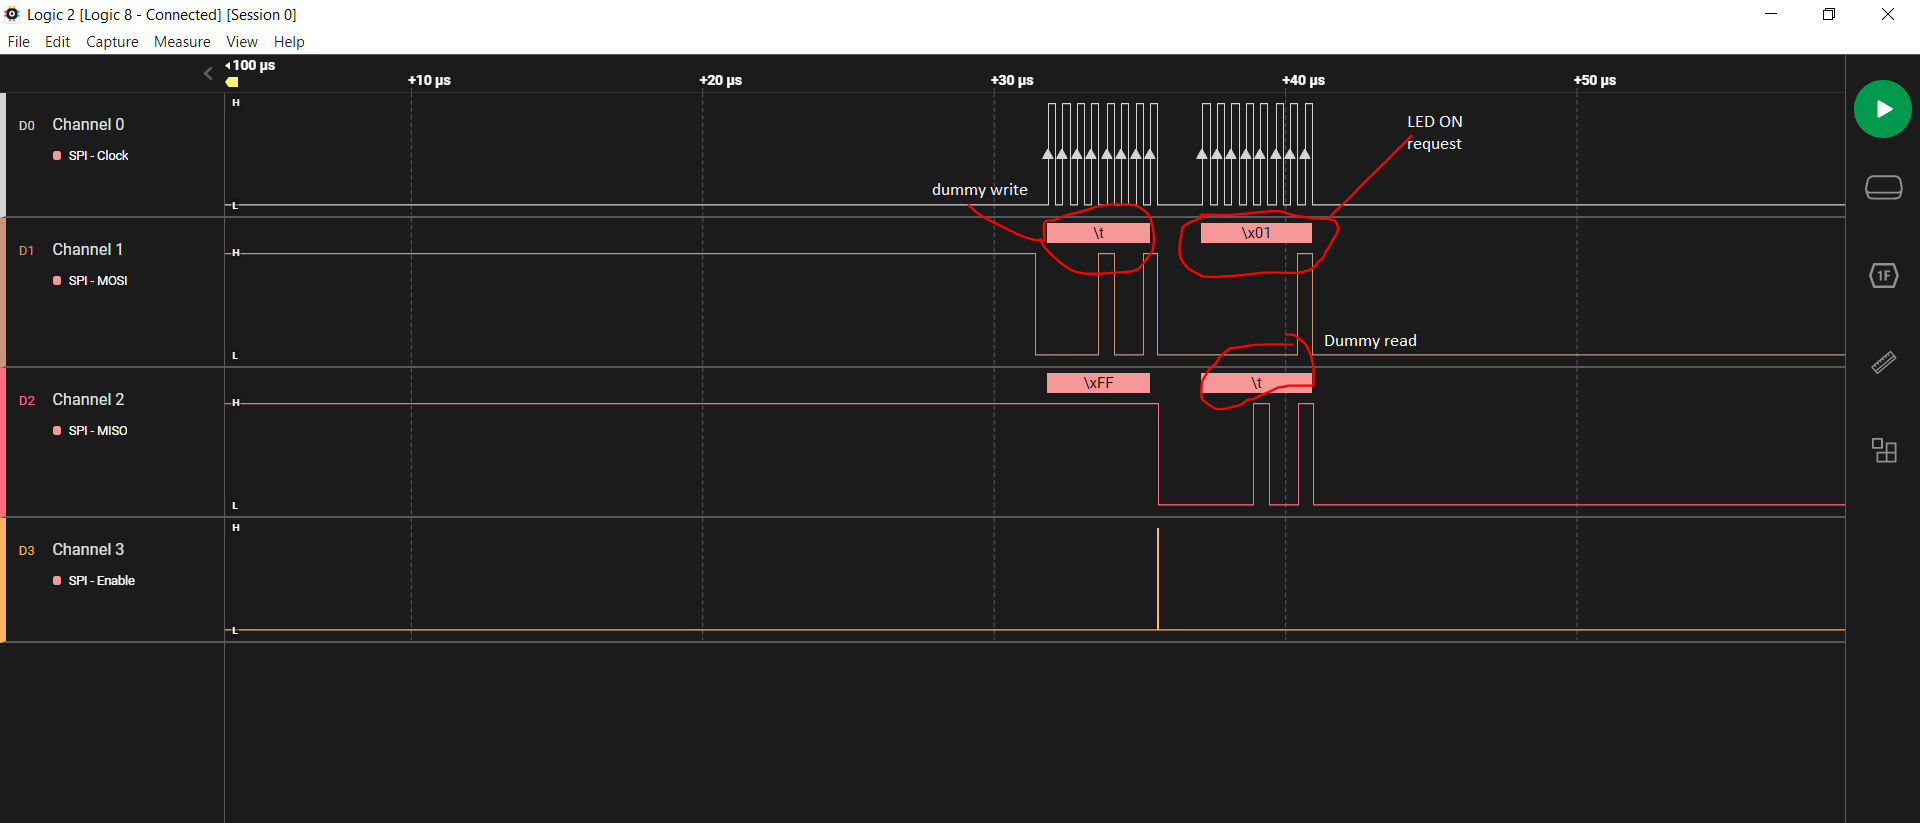 Logic 2 [Logic 8 - Connected] [Session 0]
File Edit Capture Measure View Help
100 µs
+10 µs +20 µs +30 µs +40 µs +50 µs
D0 Channel 0
SPI - Clock
H
L
dummy write
LED ON
request
D1 Channel 1
SPI - MOSI
H
L
\t \x01
Dummy read
D2 Channel 2
SPI - MISO
H
L
\xFF \t
D3 Channel 3
SPI - Enable
H
L
1F